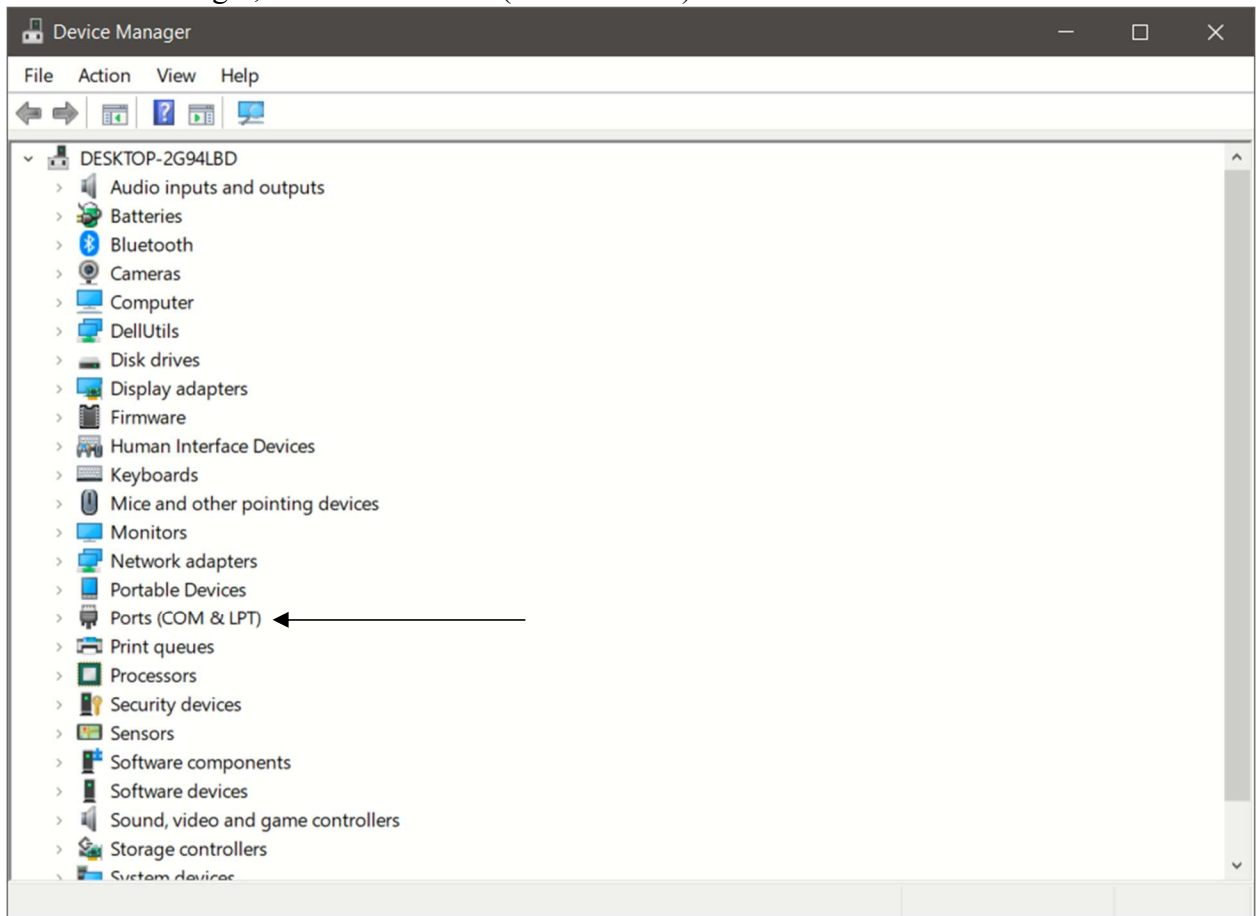 Device Manager
File Action View Help
DESKTOP-2G94LBD
Audio inputs and outputs
Batteries
Bluetooth
Cameras
Computer
DellUtils
Disk drives
Display adapters
Firmware
Human Interface Devices
Keyboards
Mice and other pointing devices
Monitors
Network adapters
Portable Devices
Ports (COM & LPT)
Print queues
Processors
Security devices
Sensors
Software components
Software devices
Sound, video and game controllers
Storage controllers
System devices